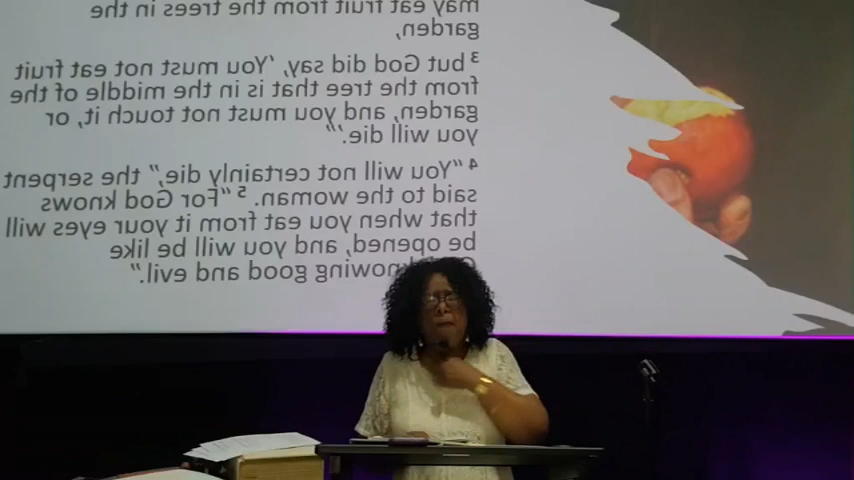 may eat fruit from the trees in the
garden,
³ but God did say, 'You must not eat fruit
from the tree that is in the middle of the
garden, and you must not touch it, or
you will die.'"
⁴ "You will not certainly die," the serpent
said to the woman. ⁵ "For God knows
that when you eat from it your eyes will
be opened, and you will be like
knowing good and evil."